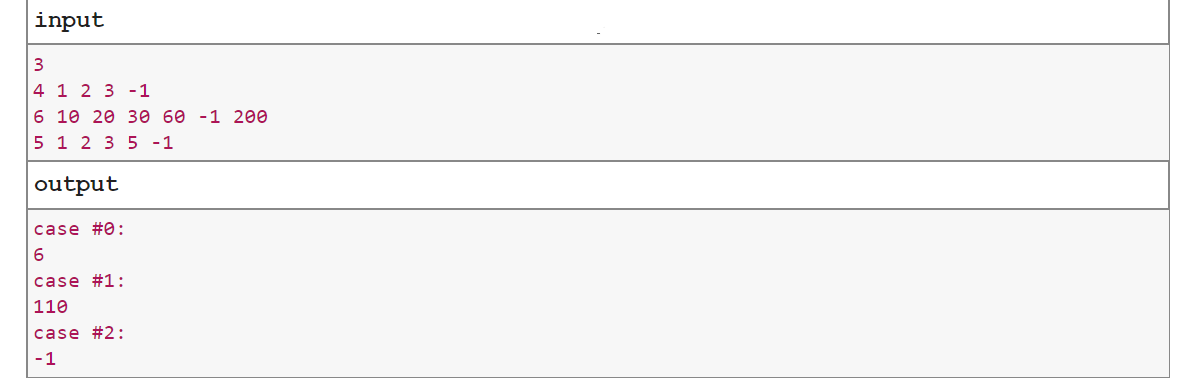 input
3
4 1 2 3 -1
6 10 20 30 60 -1 200
5 1 2 3 5 -1
output
case #0:
6
case #1:
110
case #2:
-1